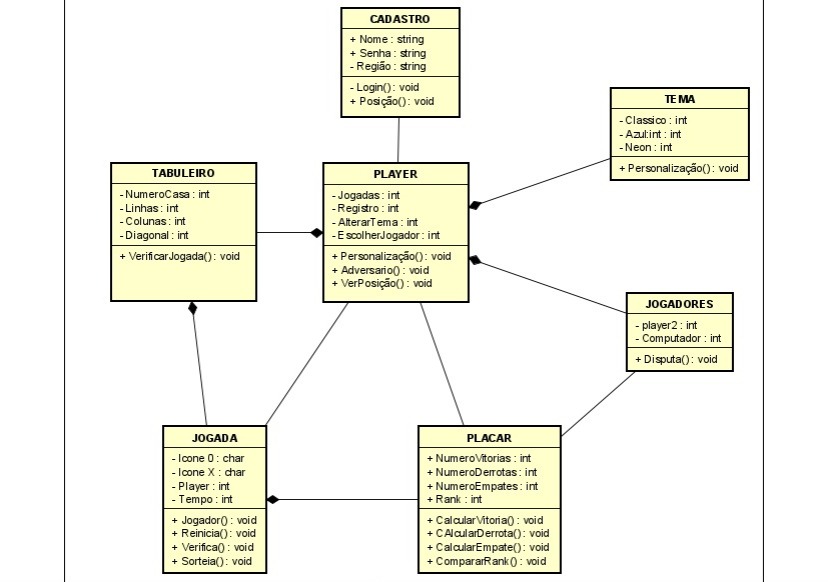 CADASTRO
+ Nome : string
+ Senha : string
- Região : string
- Login() : void
+ Posição() : void
TEMA
- Classico : int
- Azul:int : int
- Neon : int
+ Personalização() : void
TABULEIRO
- NumeroCasa : int
- Linhas : int
- Colunas : int
- Diagonal : int
+ VerificarJogada() : void
PLAYER
- Jogadas : int
- Registro : int
- AlterarTema : int
- EscolherJogador : int
+ Personalização() : void
+ Adversario() : void
+ VerPosição() : void
JOGADORES
- player2 : int
- Computador : int
+ Disputa() : void
JOGADA
- Icone 0 : char
- Icone X : char
- Player : int
- Tempo : int
+ Jogador() : void
+ Reinicia() : void
+ Verifica() : void
+ Sorteia() : void
PLACAR
+ NumeroVitorias : int
+ NumeroDerrotas : int
+ NumeroEmpates : int
+ Rank : int
+ CalcularVitoria() : void
+ CAlcularDerrota() : void
+ CalcularEmpate() : void
+ CompararRank() : void